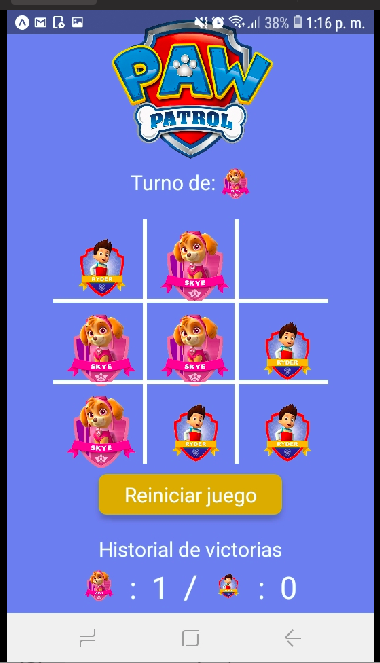 38% 1:16 p. m.
PAW
PATROL
Turno de:
RYDER
SKYE
SKYE
SKYE
RYDER
SKYE
RYDER
RYDER
Reiniciar juego
Historial de victorias
: 1 / : 0